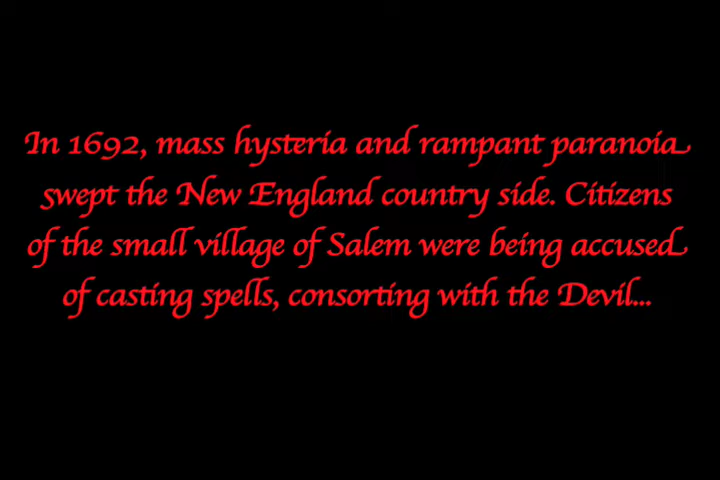 In 1692, mass hysteria and rampant paranoia
swept the New England country side. Citizens
of the small village of Salem were being accused
of casting spells, consorting with the Devil...